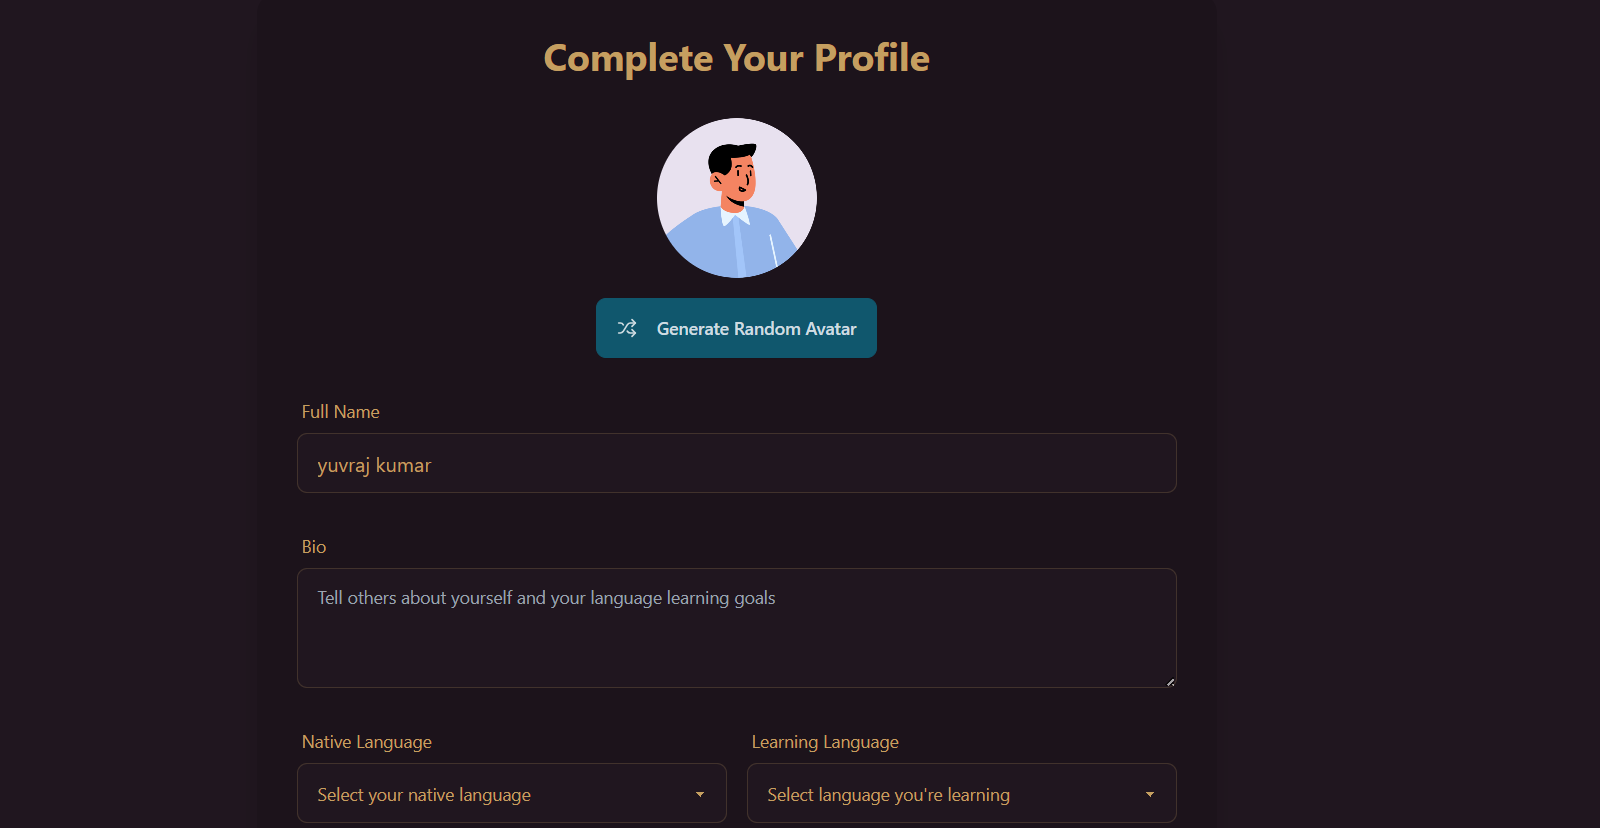 Complete Your Profile
Generate Random Avatar
Full Name
yuvraj kumar
Bio
Tell others about yourself and your language learning goals
Native Language
Learning Language
Select your native language
Select language you're learning